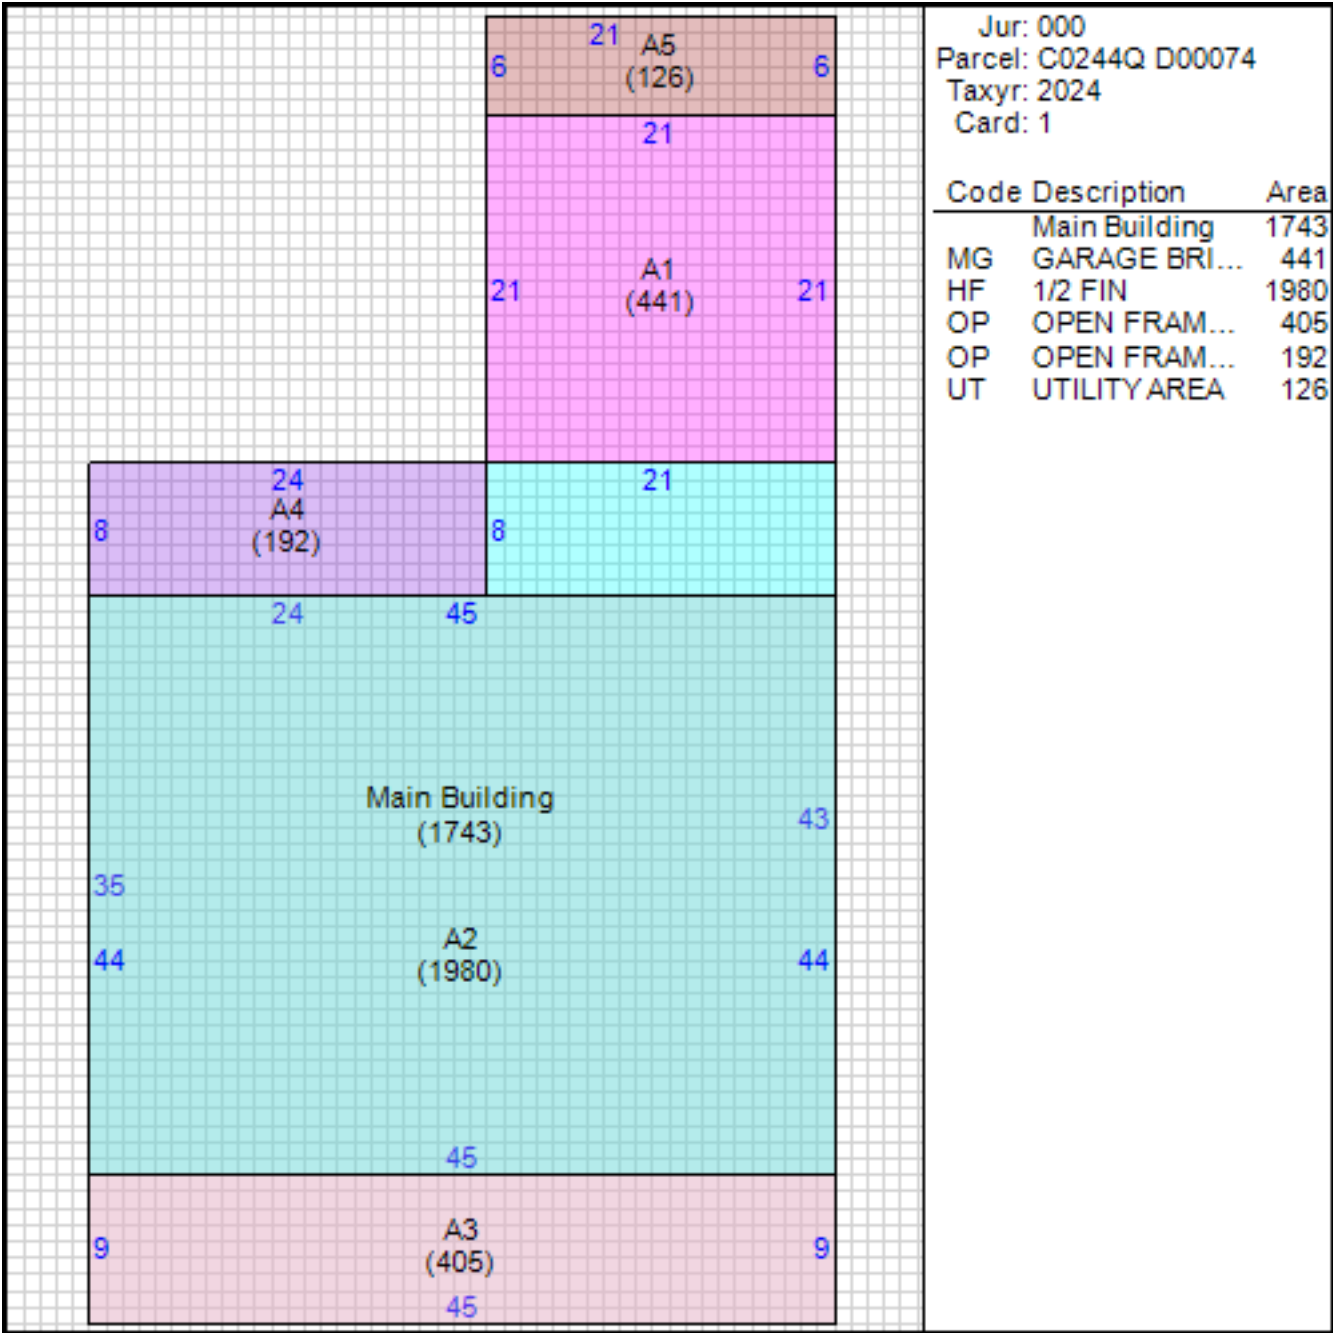 21
A5
6
6
(126)
21
A1
21
21
(441)
24
21
A4
8
8
(192)
24
45
Main Building
43
(1743)
35
A2
44
44
(1980)
45
A3
9
9
(405)
45
Jur: 000
Parcel: C0244Q D00074
Taxyr: 2024
Card: 1
Code Description Area
Main Building 1743
MG GARAGE BRI... 441
HF 1/2 FIN 1980
OP OPEN FRAM... 405
OP OPEN FRAM... 192
UT UTILITY AREA 126